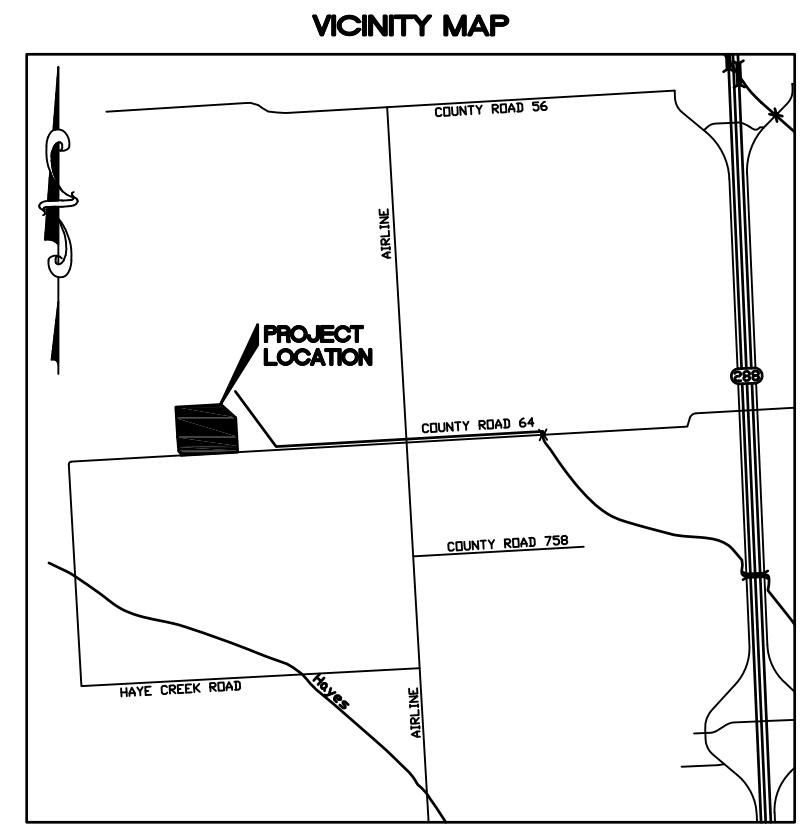 VICINITY MAP
COUNTY ROAD 56
AIRLINE
PROJECT
LOCATION
288
COUNTY ROAD 64
COUNTY ROAD 758
HAYE CREEK ROAD
Hayes
AIRLINE